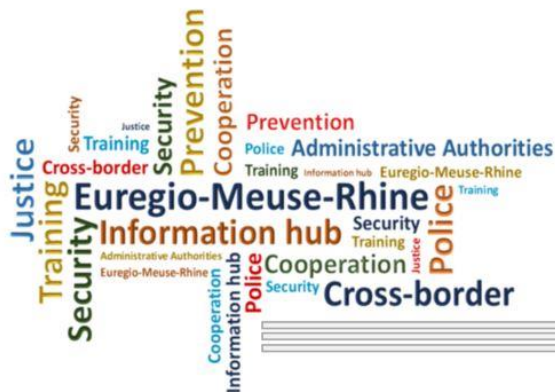 Security
Justice
Training
Security
Prevention
Cooperation
Prevention
Police
Administrative Authorities
Justice
Cross-border
Training
Information hub
Euregio-Meuse-Rhine
Training
Training
Euregio-Meuse-Rhine
Security
Information hub
Security
Training
Justice
Police
Administrative Authorities
Euregio-Meuse-Rhine
Cooperation
Information hub
Police
Cooperation
Security
Cross-border